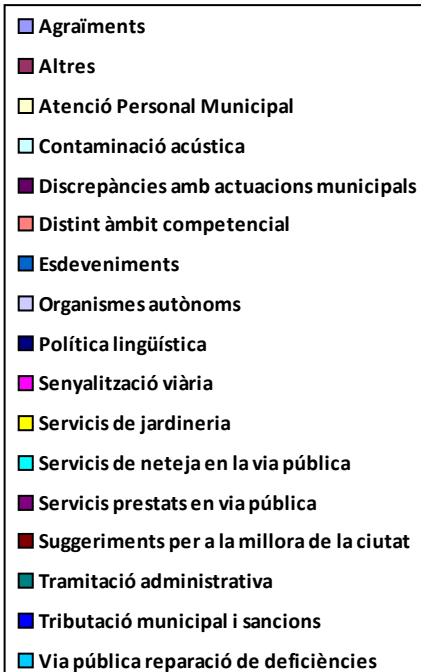 Agraïments
Altres
Atenció Personal Municipal
Contaminació acústica
Discrepàncies amb actuacions municipals
Distint àmbit competencial
Esdeveniments
Organismes autònoms
Política lingüística
Senyalització viària
Servicis de jardineria
Servicis de neteja en la via pública
Servicis prestats en via pública
Suggeriments per a la millora de la ciutat
Tramitació administrativa
Tributació municipal i sancions
Via pública reparació de deficiències